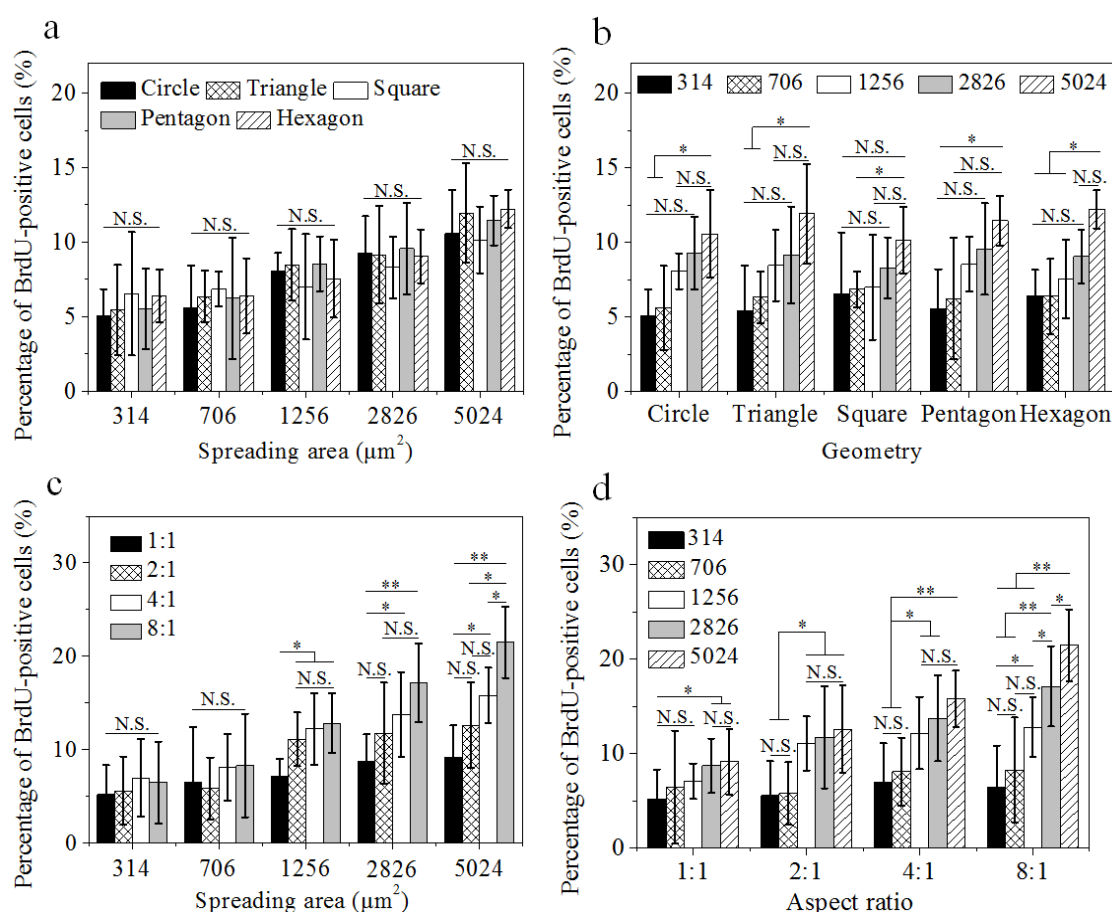 a
Percentage of BrdU-positive cells (%)
20
15
10
5
0
Circle Triangle Square
Pentagon Hexagon
N.S.
N.S.
N.S.
N.S.
N.S.
314 706 1256 2826 5024
Spreading area (μm²)
b
Percentage of BrdU-positive cells (%)
20
15
10
5
0
314 706 1256 2826 5024
* * N.S. * *
N.S. N.S. * N.S. N.S.
N.S. N.S. N.S. N.S. N.S.
N.S.
Circle Triangle Square Pentagon Hexagon
Geometry
c
Percentage of BrdU-positive cells (%)
30
20
10
0
1:1
2:1
4:1
8:1
N.S.
N.S.
*
N.S.
**
*
N.S.
N.S.
**
*
*
*
N.S.
N.S.
314 706 1256 2826 5024
Spreading area (μm²)
d
Percentage of BrdU-positive cells (%)
30
20
10
0
314
706
1256
2826
5024
*
N.S. N.S.
*
N.S.
N.S.
**
*
N.S.
N.S.
**
**
*
*
*
N.S.
N.S.
1:1 2:1 4:1 8:1
Aspect ratio